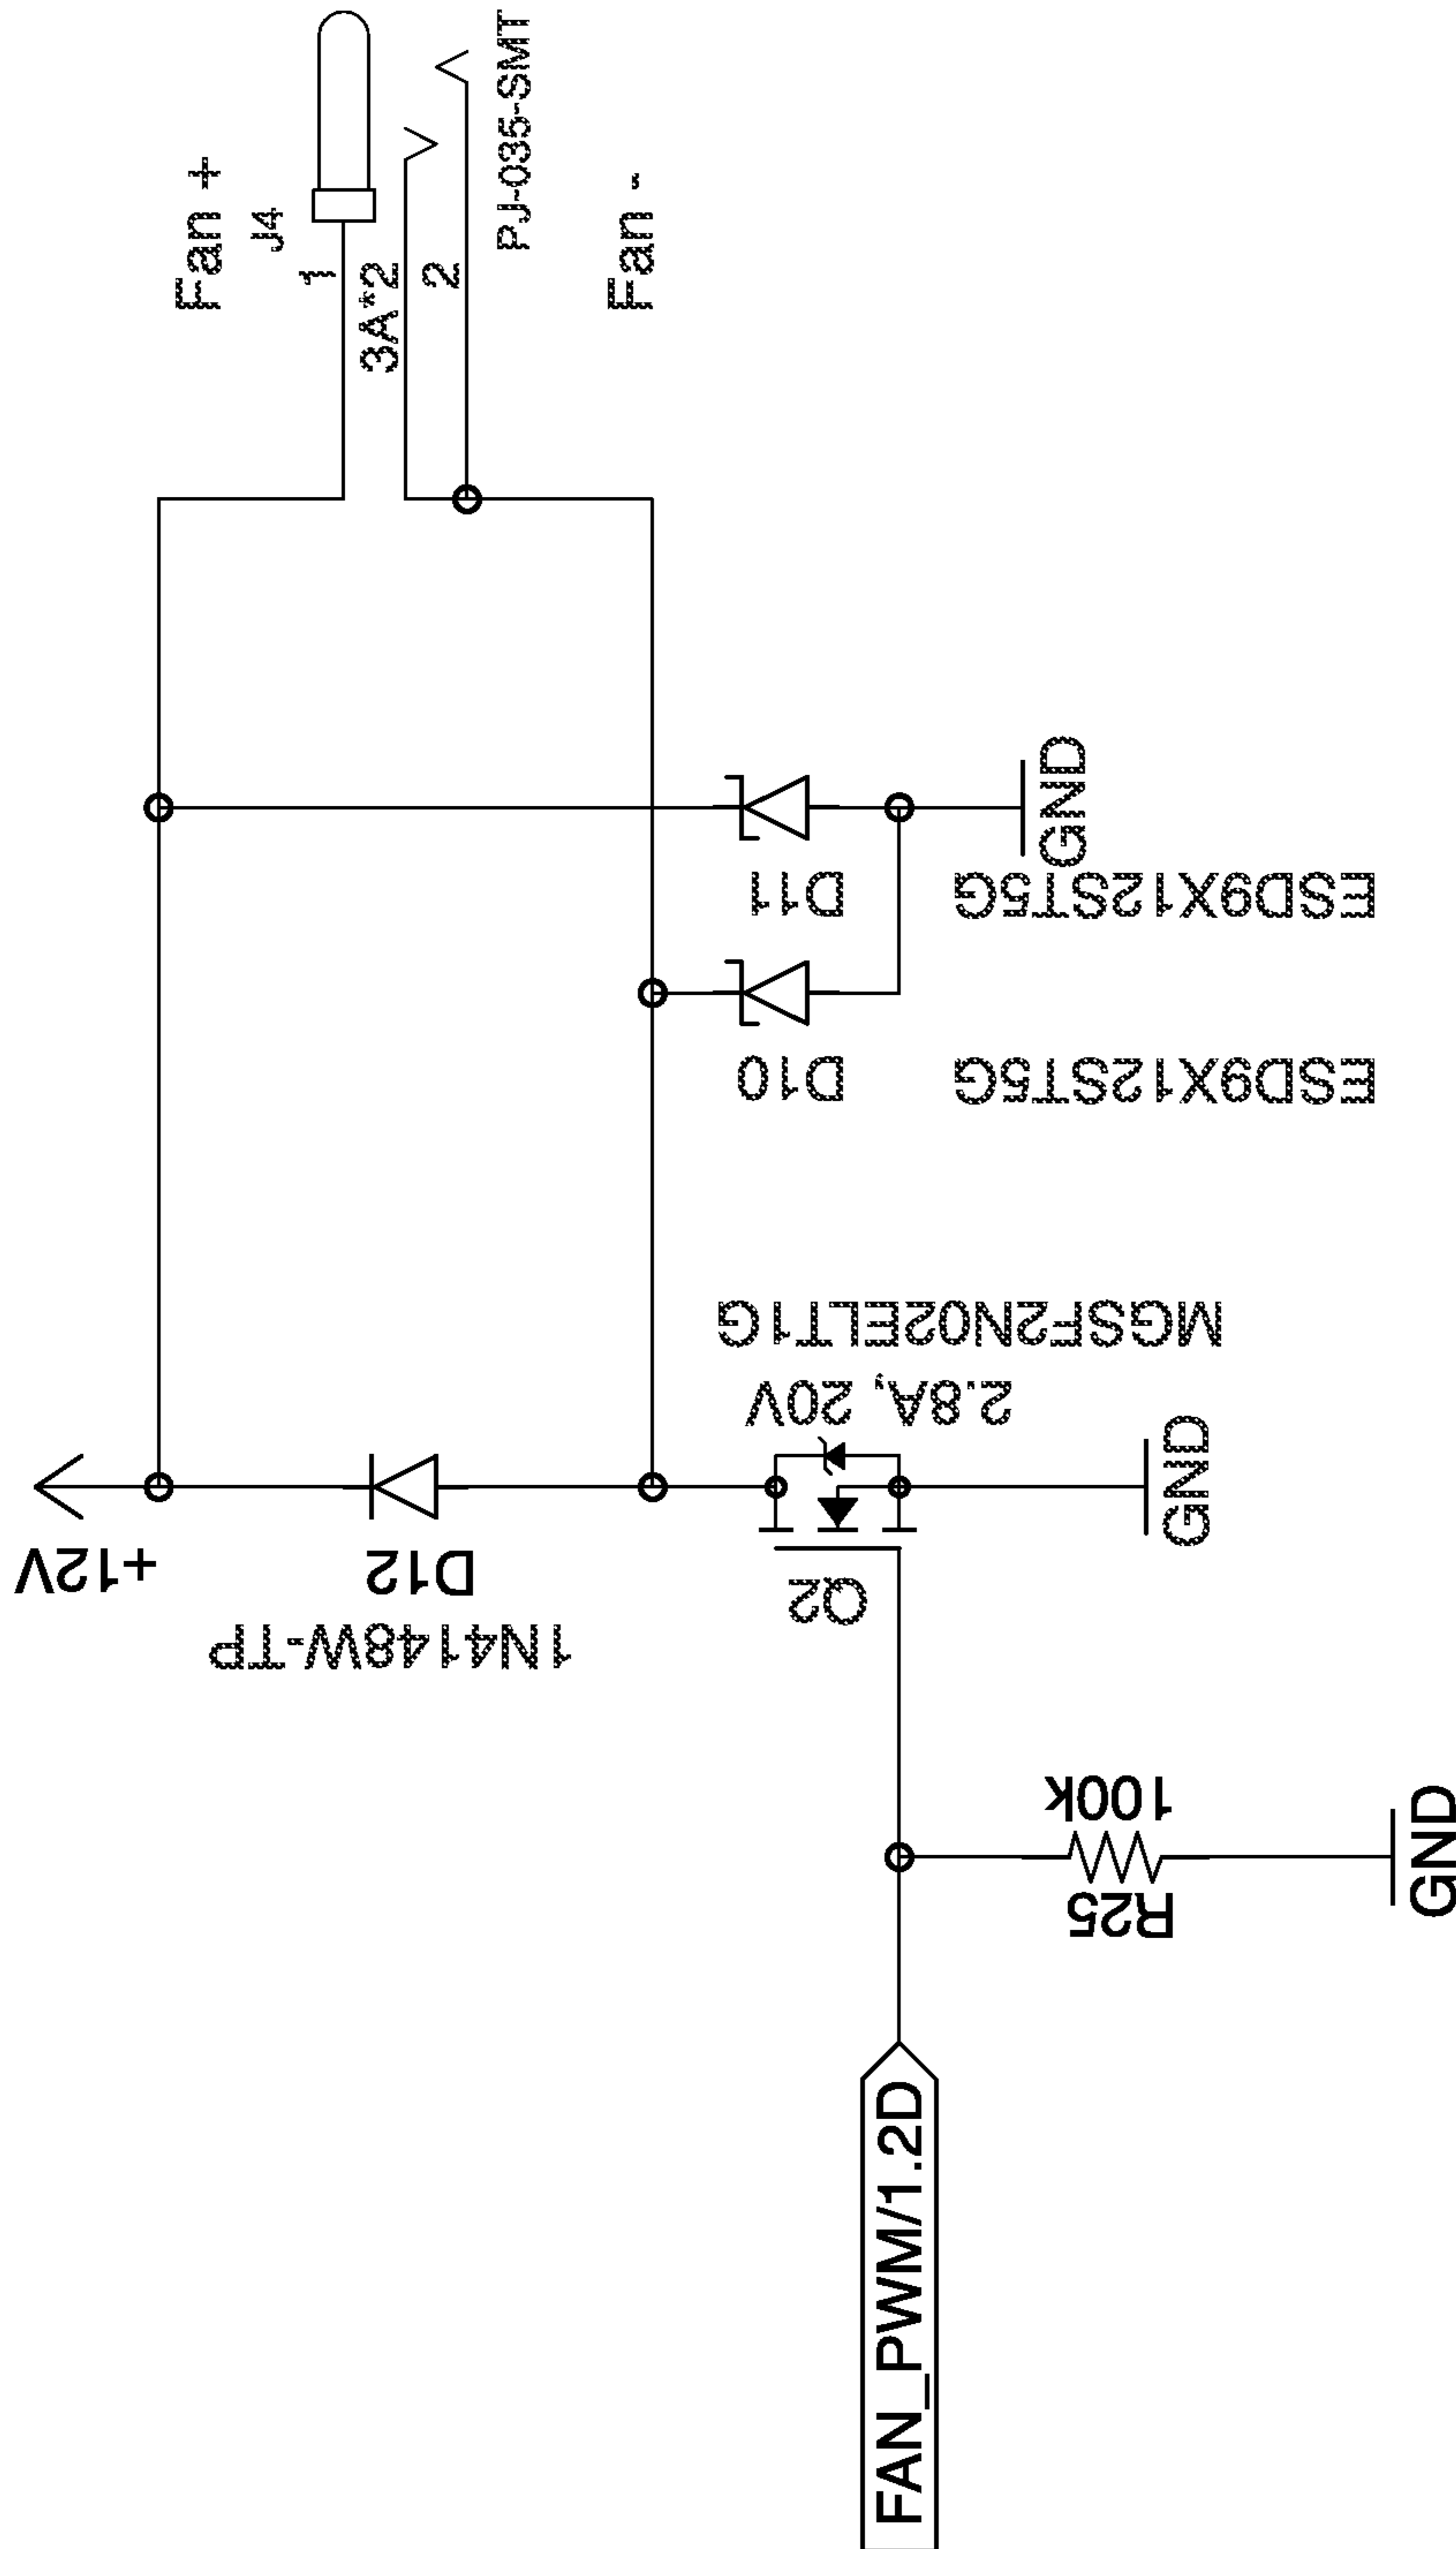 Fan +
J4
1
3A*2
2
PJ-035-SMT
Fan -
GND
D11
ESD9X12ST5G
D10
ESD9X12ST5G
MGSF2N02ELT1G
2.8A, 20V
GND
+12V
D12
1N4148W-TP
Q2
100k
R25
GND
FAN_PWM/1.2D